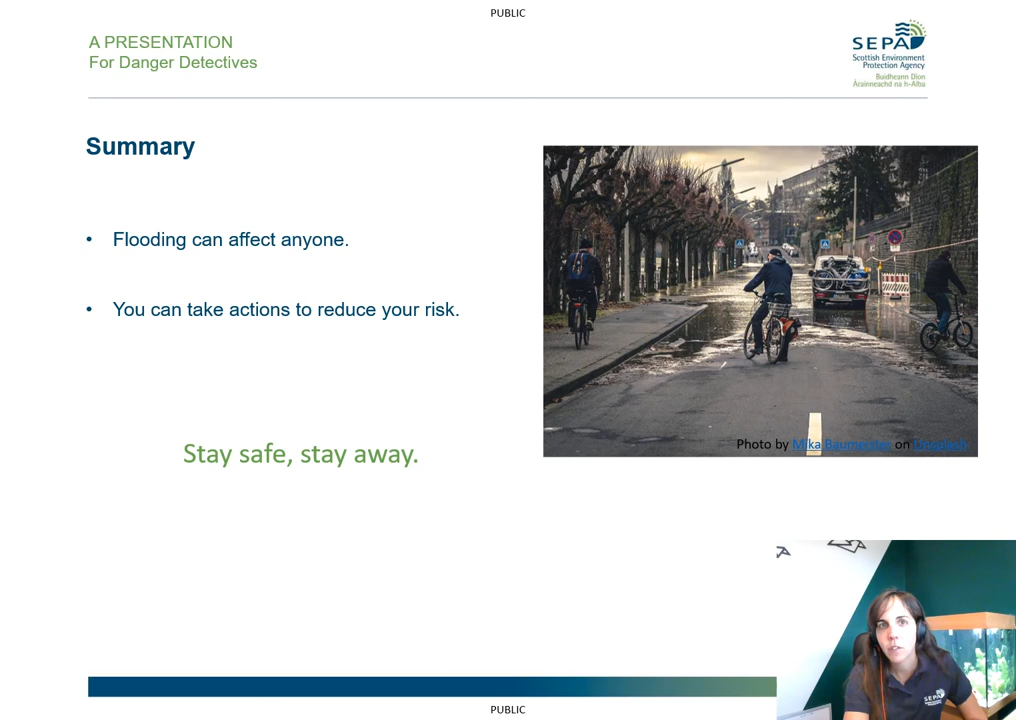 PUBLIC
A PRESENTATION
For Danger Detectives
SEPA
Scottish Environment
Protection Agency
Buidheann Dìon
Àrainneachd na h-Alba
Summary
• Flooding can affect anyone.
• You can take actions to reduce your risk.
Stay safe, stay away.
Photo by Mika Baumeister on Unsplash
SEPA
PUBLIC